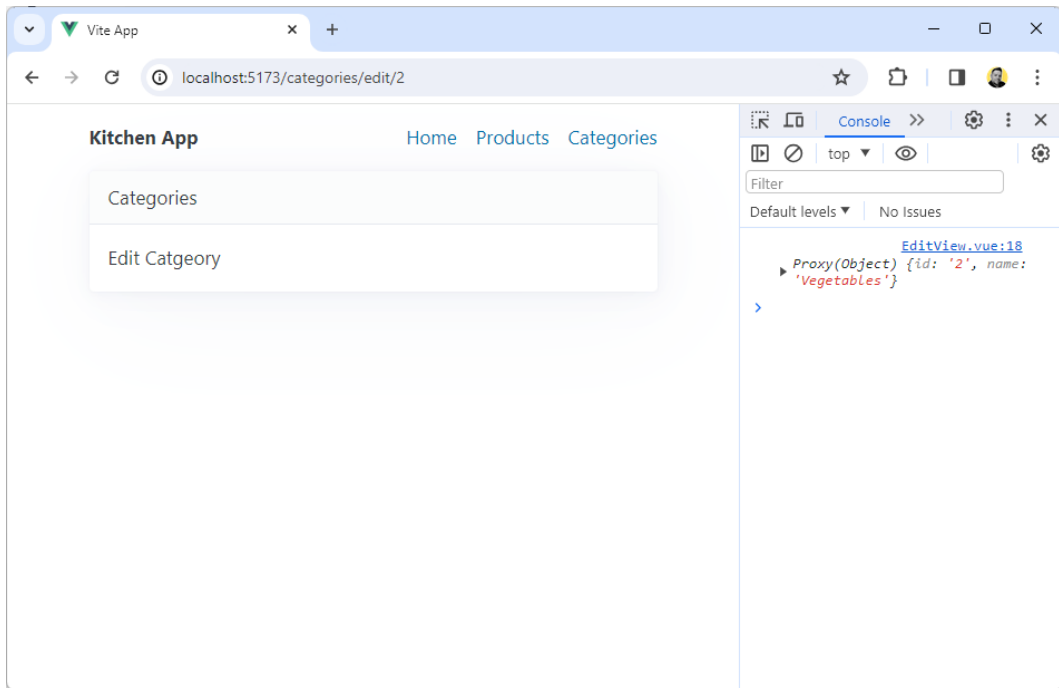 Vite App
localhost:5173/categories/edit/2
Kitchen App
Home Products Categories
Categories
Edit Catgeory
Console
top
Filter
Default levels
No Issues
EditView.vue:18
Proxy(Object) {id: '2', name:
'Vegetables'}